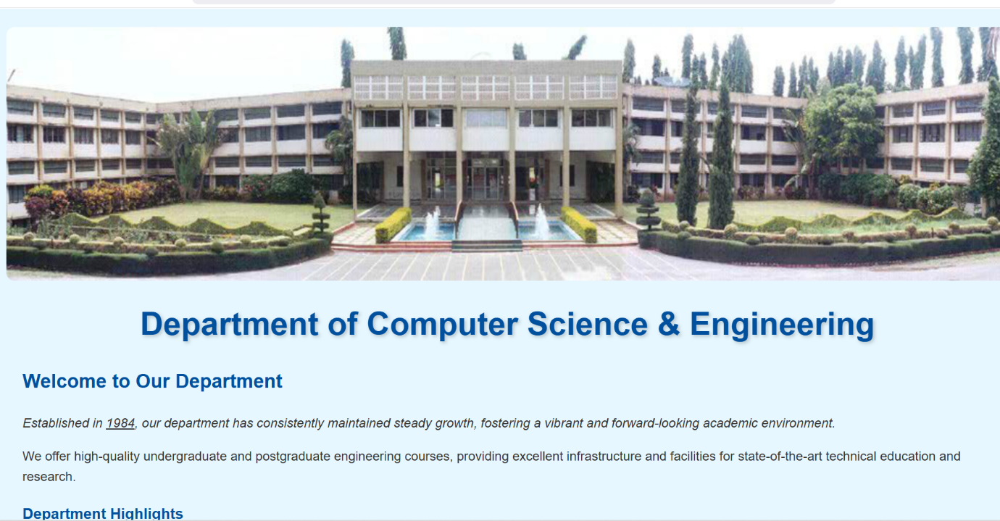 Department of Computer Science & Engineering
Welcome to Our Department
Established in 1984, our department has consistently maintained steady growth, fostering a vibrant and forward-looking academic environment.
We offer high-quality undergraduate and postgraduate engineering courses, providing excellent infrastructure and facilities for state-of-the-art technical education and
research.
Department Highlights